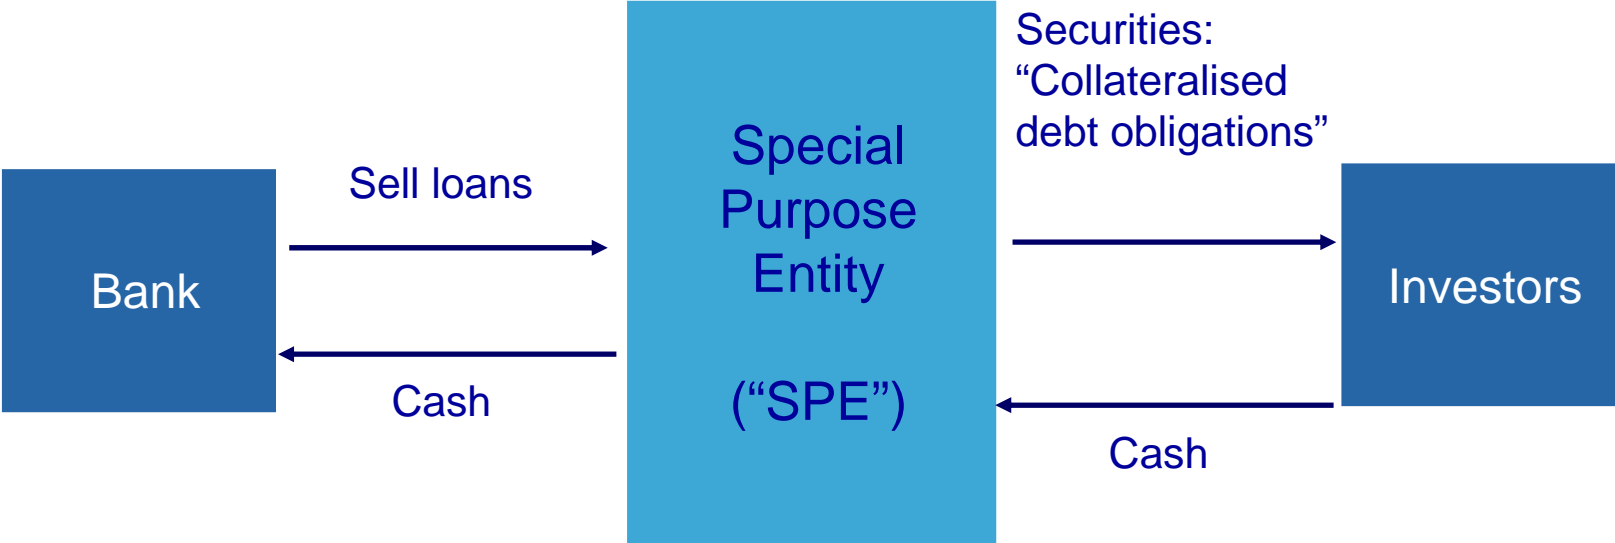 Bank
Sell loans
Cash
Special
Purpose
Entity
(“SPE”)
Securities:
“Collateralised
debt obligations”
Cash
Investors